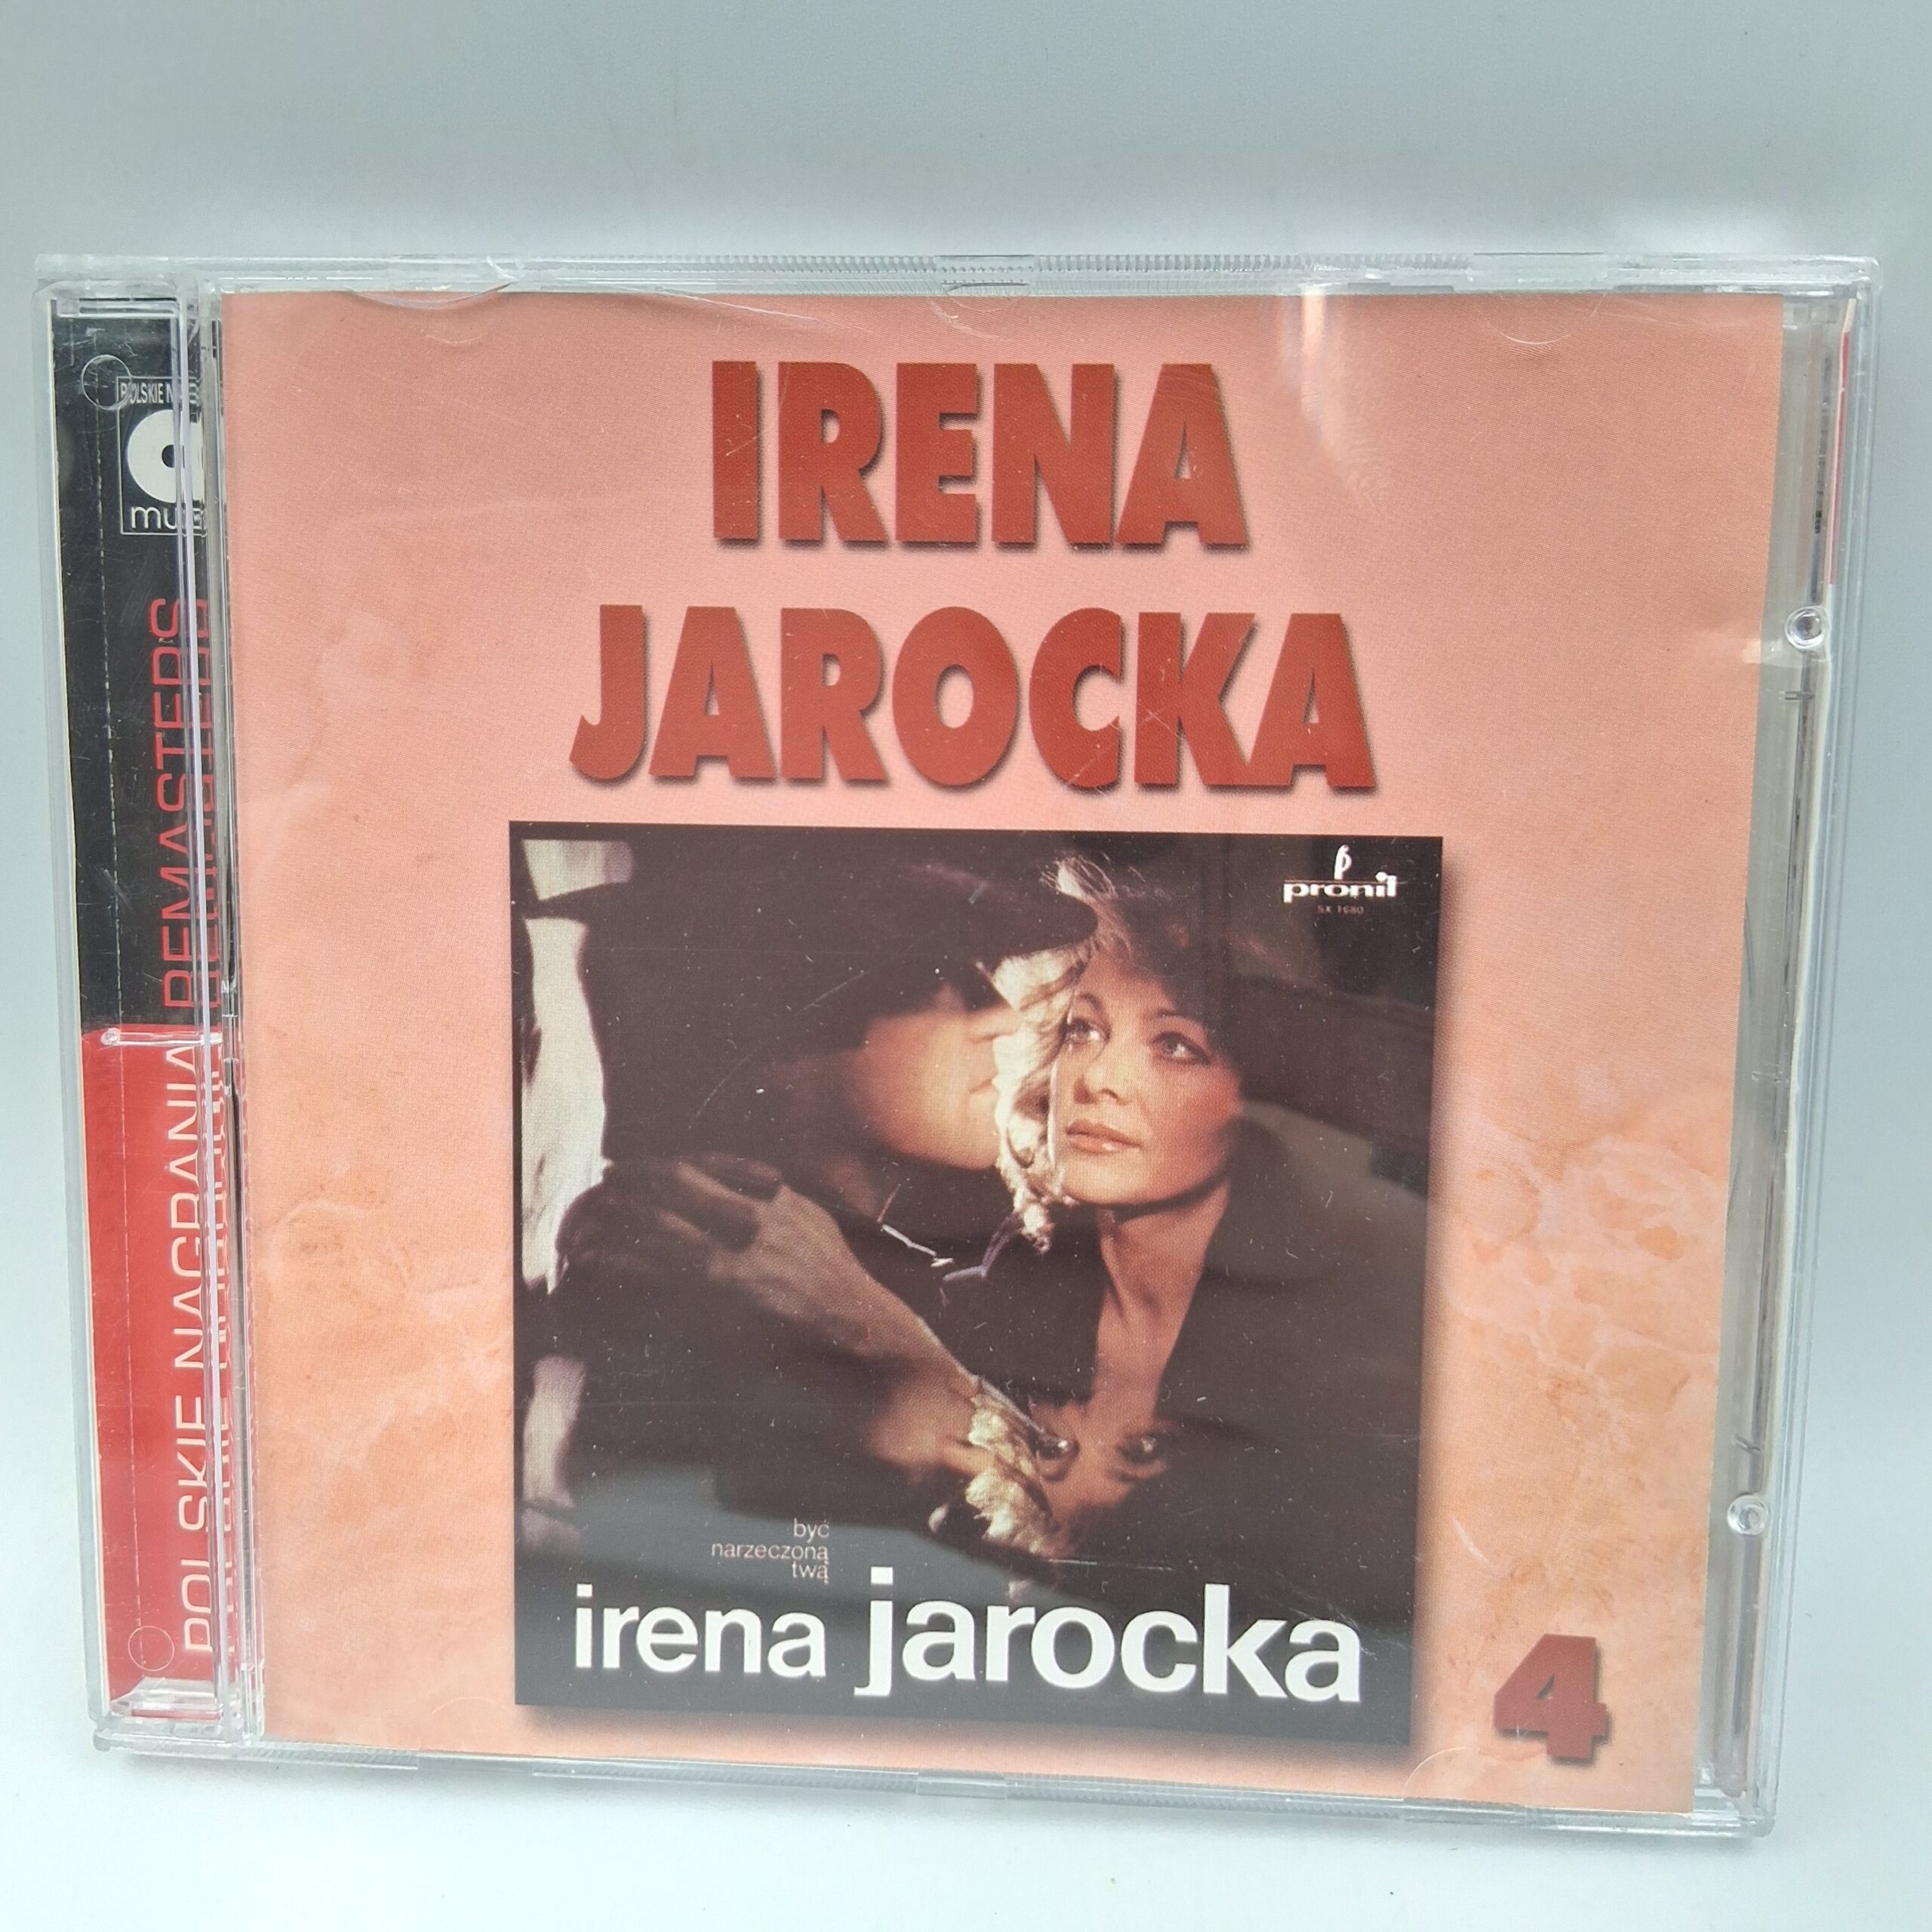 IRENA
JAROCKA
pronit
SX 1680
być
narzeczoną
twą
irena jarocka
4
POLSKIE NAGRANIA REMASTERS